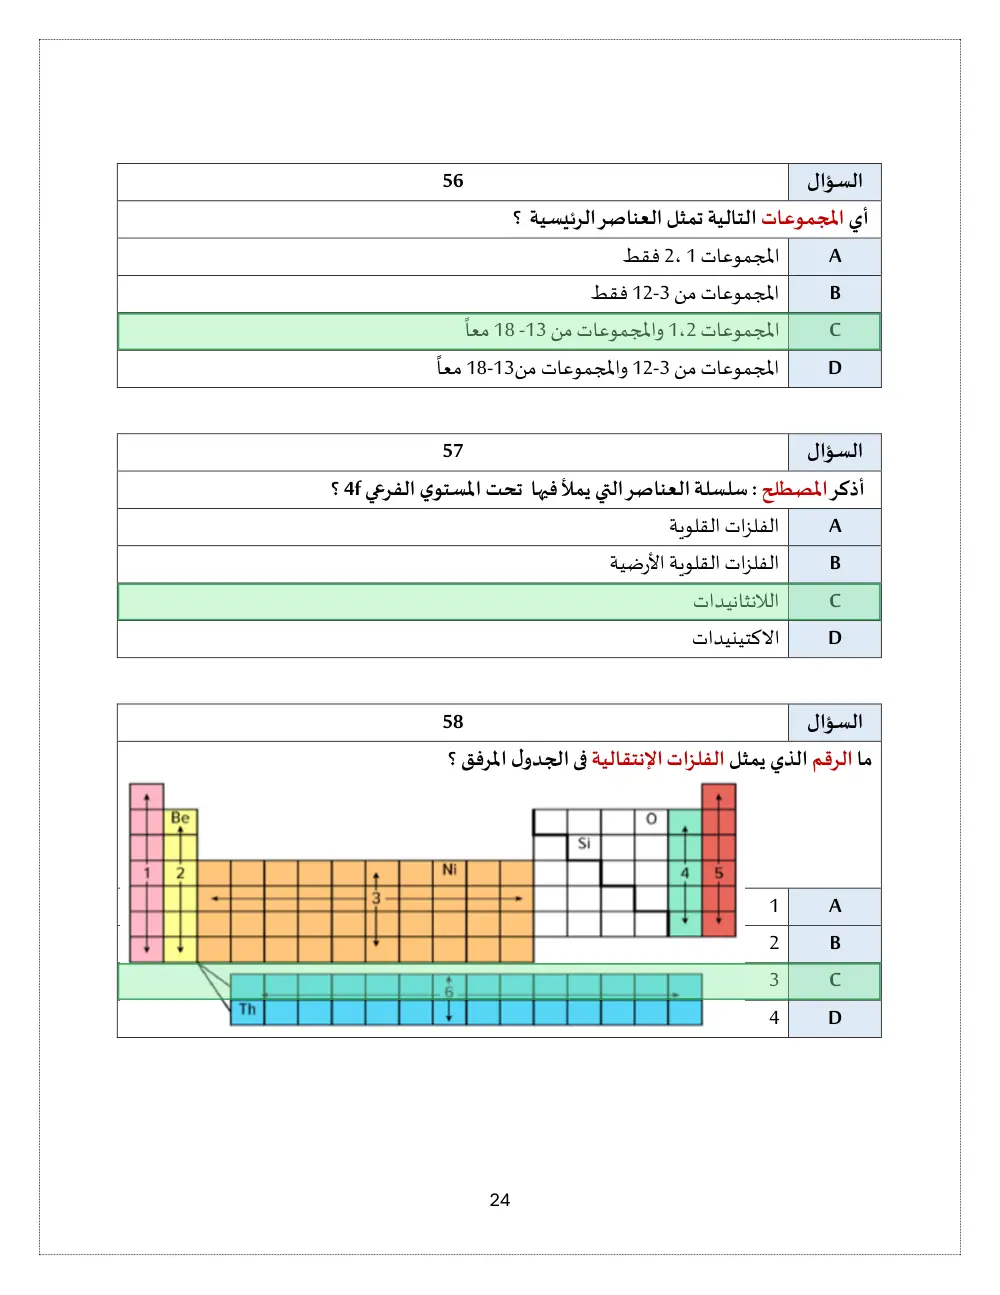 السؤال 56
أي المجموعات التالية تمثل العناصر الرئيسية ؟
A المجموعات 1 ،2 فقط
B المجموعات من 3-12 فقط
C المجموعات 1،2 والمجموعات من 13- 18 معاً
D المجموعات من 3-12 والمجموعات من13-18 معاً
السؤال 57
أذكر المصطلح : سلسلة العناصر التي يملأ فيها تحت المستوي الفرعي 4f ؟
A الفلزات القلوية
B الفلزات القلوية الأرضية
C اللانثانيدات
D الاكتينيدات
السؤال 58
ما الرقم الذي يمثل الفلزات الإنتقالية فى الجدول المرفق ؟
Be O
Si
1 2 Ni 4 5
3
A 1
B 2
C 3
6
Th
D 4
24